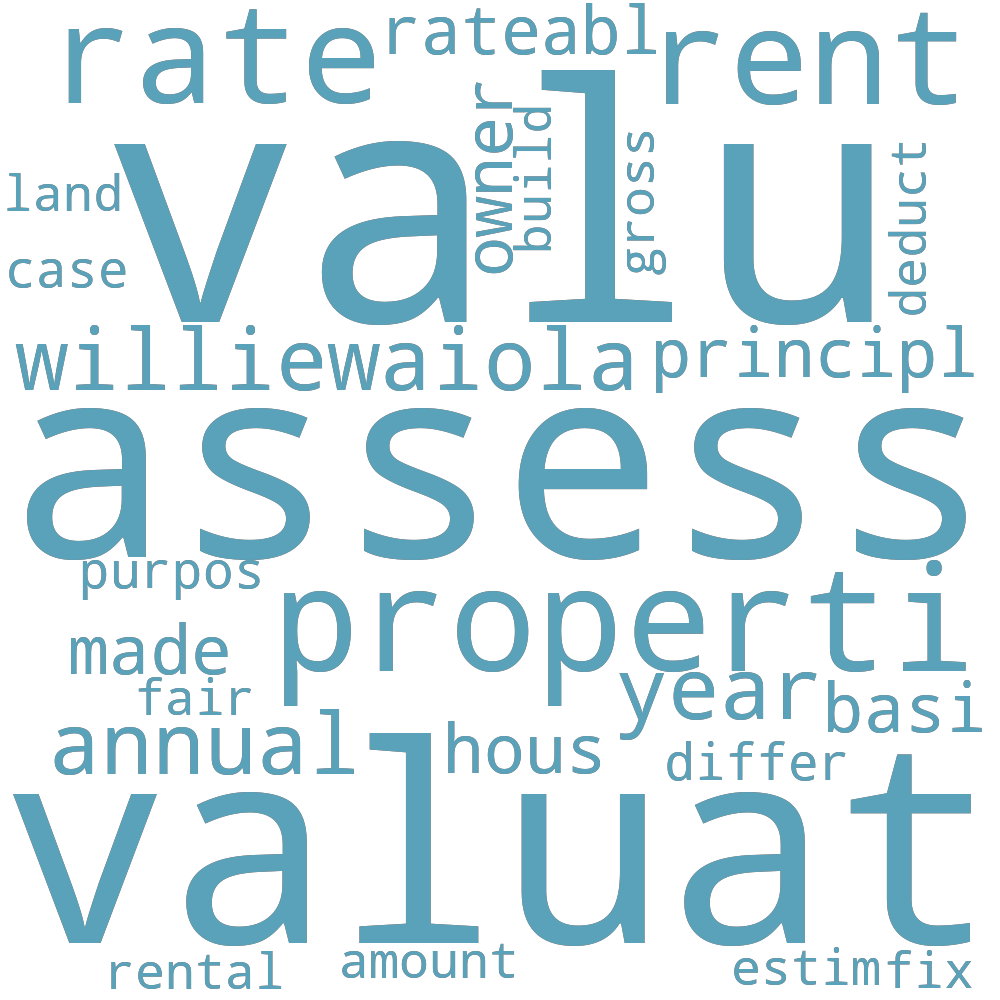 rate rateabl rent
valu
owner
build
gross
deduct
land
case
williewaiola principl
assess
purpos
properti
made
fair
year basi
annual hous
differ
valuat
rental amount estimfix